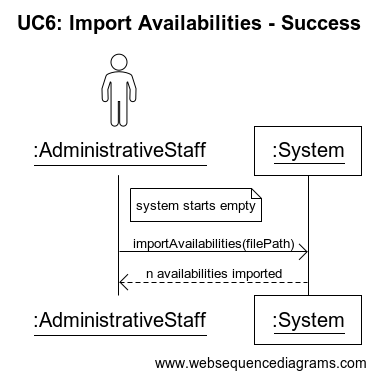 UC6: Import Availabilities - Success
:AdministrativeStaff
:System
system starts empty
importAvailabilities(filePath)
n availabilities imported
:AdministrativeStaff
:System
www.websequencediagrams.com